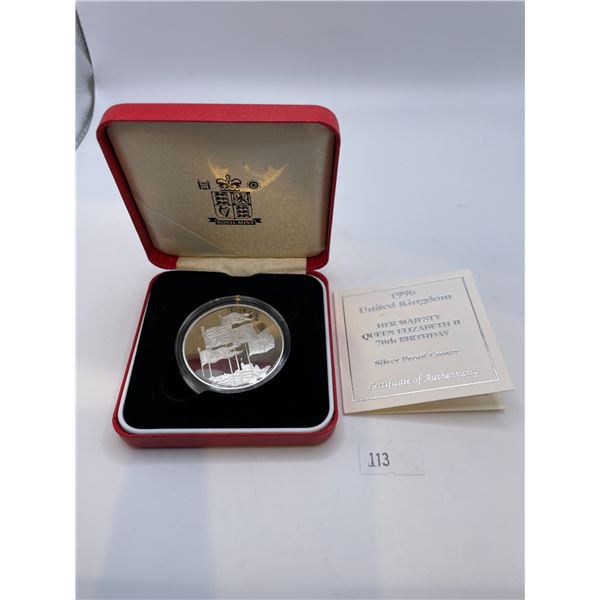 ROYAL MINT
1996
United Kingdom
HER MAJESTY
QUEEN ELIZABETH II
70th BIRTHDAY
Silver Proof Crown
Certificate of Authenticity
113